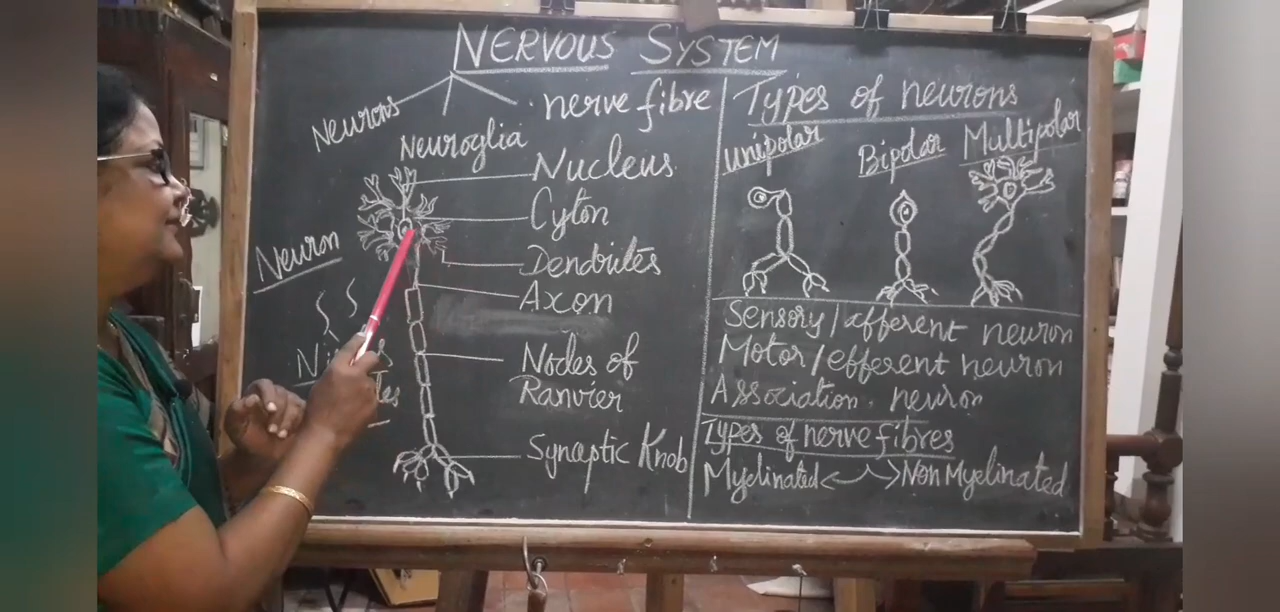 NERVOUS SYSTEM
Neurons
Neuroglia
nerve fibre
Nucleus
Cyton
Dendrites
Axon
Nodes of
Ranvier
Synaptic Knob
Neuron
Types of neurons
Unipolar
Bipolar
Multipolar
Sensory/afferent neuron
Motor/efferent neuron
Association neuron
Types of nerve fibres
Myelinated
Non Myelinated